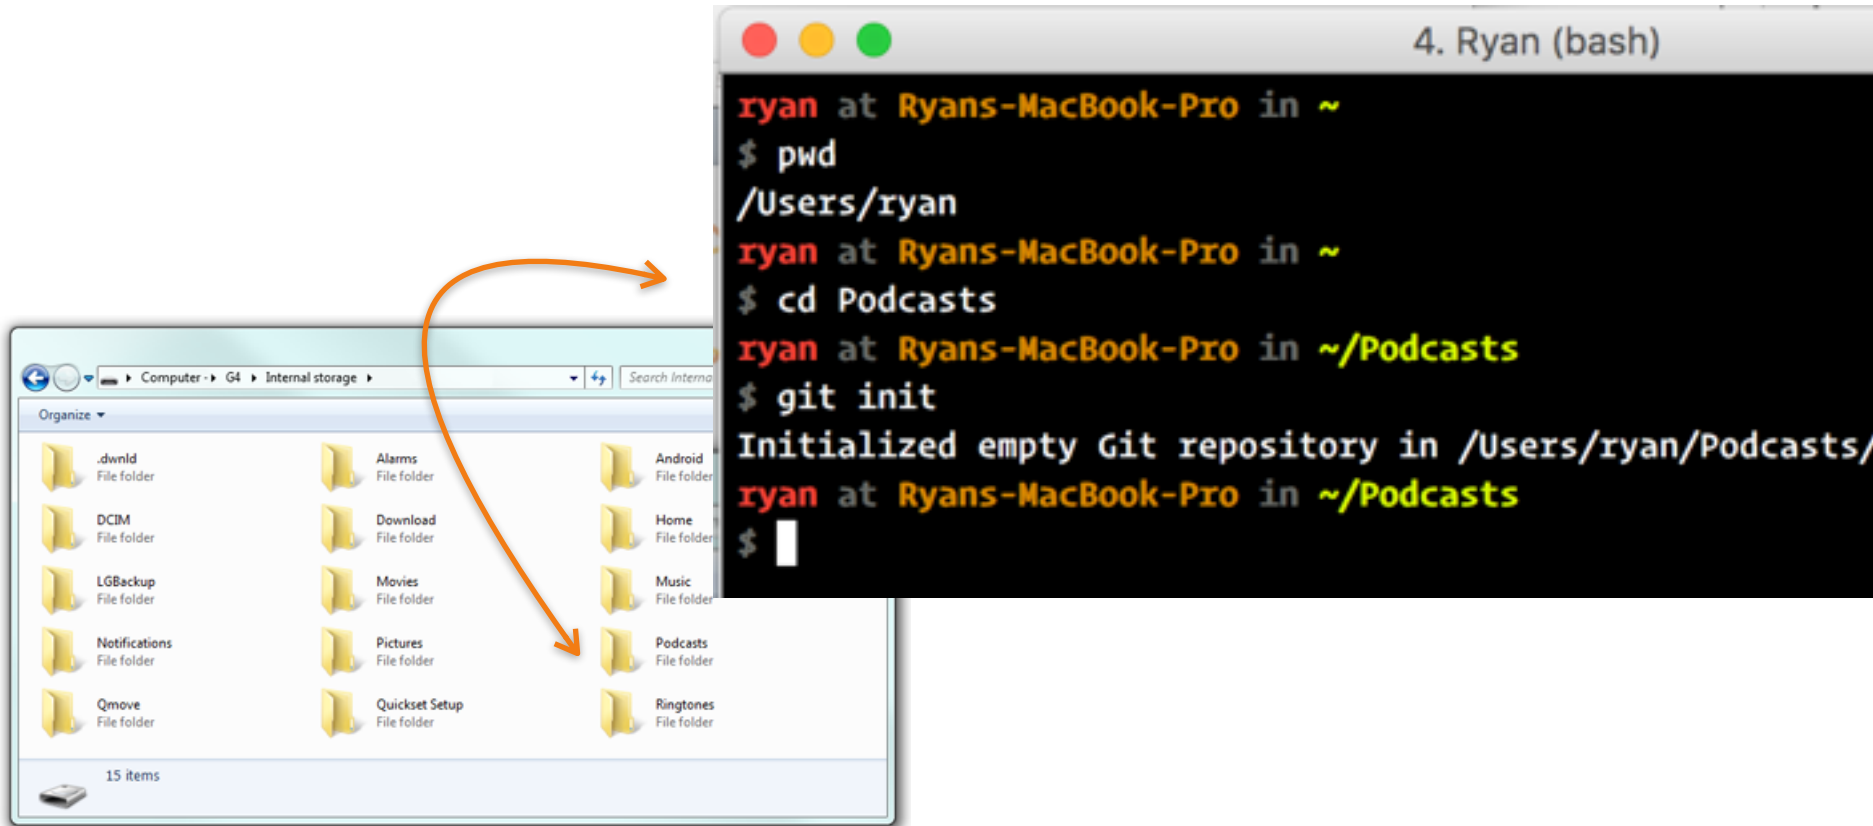 4. Ryan (bash)
ryan at Ryans-MacBook-Pro in ~
$ pwd
/Users/ryan
ryan at Ryans-MacBook-Pro in ~
$ cd Podcasts
ryan at Ryans-MacBook-Pro in ~/Podcasts
$ git init
Initialized empty Git repository in /Users/ryan/Podcasts/
ryan at Ryans-MacBook-Pro in ~/Podcasts
$
Computer G4 Internal storage Search Interna
Organize
.dwnld Alarms Android
File folder File folder File folder
DCIM Download Home
File folder File folder File folder
LGBackup Movies Music
File folder File folder File folder
Notifications Pictures Podcasts
File folder File folder File folder
Qmove Quickset Setup Ringtones
File folder File folder File folder
15 items